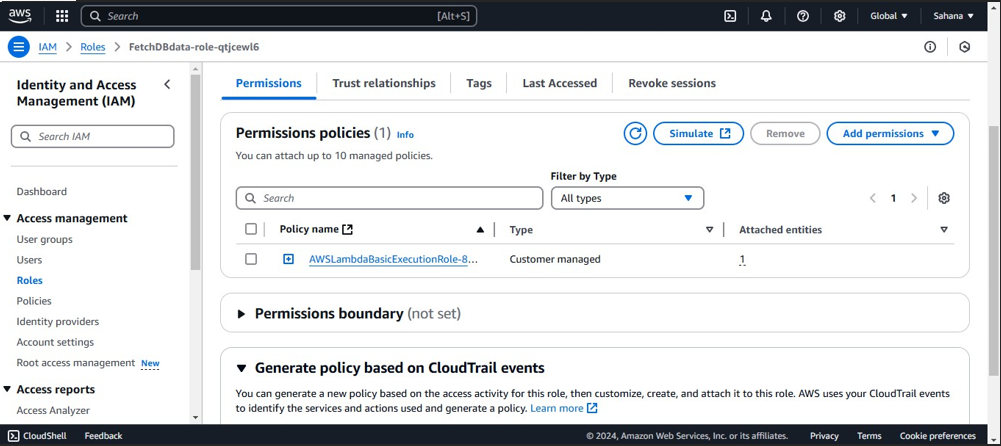 aws
Search
[Alt+S]
Global
Sahana
IAM > Roles > FetchDBdata-role-qtjcewl6
Identity and Access
Management (IAM)
Search IAM
Dashboard
Access management
User groups
Users
Roles
Policies
Identity providers
Account settings
Root access management New
Access reports
Access Analyzer
Permissions
Trust relationships
Tags
Last Accessed
Revoke sessions
Permissions policies (1) Info
Simulate
Remove
Add permissions
You can attach up to 10 managed policies.
Filter by Type
Search
All types
1
Policy name
Type
Attached entities
AWSLambdaBasicExecutionRole-8...
Customer managed
1
Permissions boundary (not set)
Generate policy based on CloudTrail events
You can generate a new policy based on the access activity for this role, then customize, create, and attach it to this role. AWS uses your CloudTrail events
to identify the services and actions used and generate a policy. Learn more
CloudShell
Feedback
© 2024, Amazon Web Services, Inc. or its affiliates.
Privacy
Terms
Cookie preferences